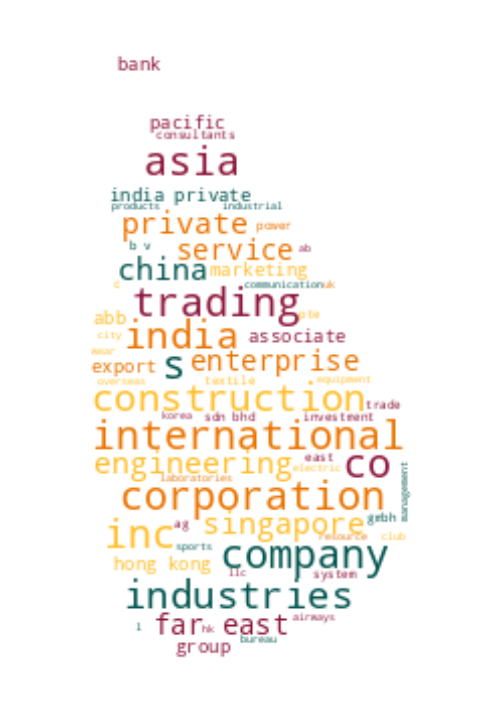 bank
pacific
consultants
asia
india private
products industrial
private power
b v service ab
china marketing
c communication uk
trading
abb pte
india associate
city
wear
export s enterprise
overseas textile equipment
construction trade
korea sdn bhd investment
international
engineering east co
electric
laboratories management
corporation
inc ag singapore gmbh
resource club
sports company
hong kong llc system
industries
l far hk east airways
bureau
group